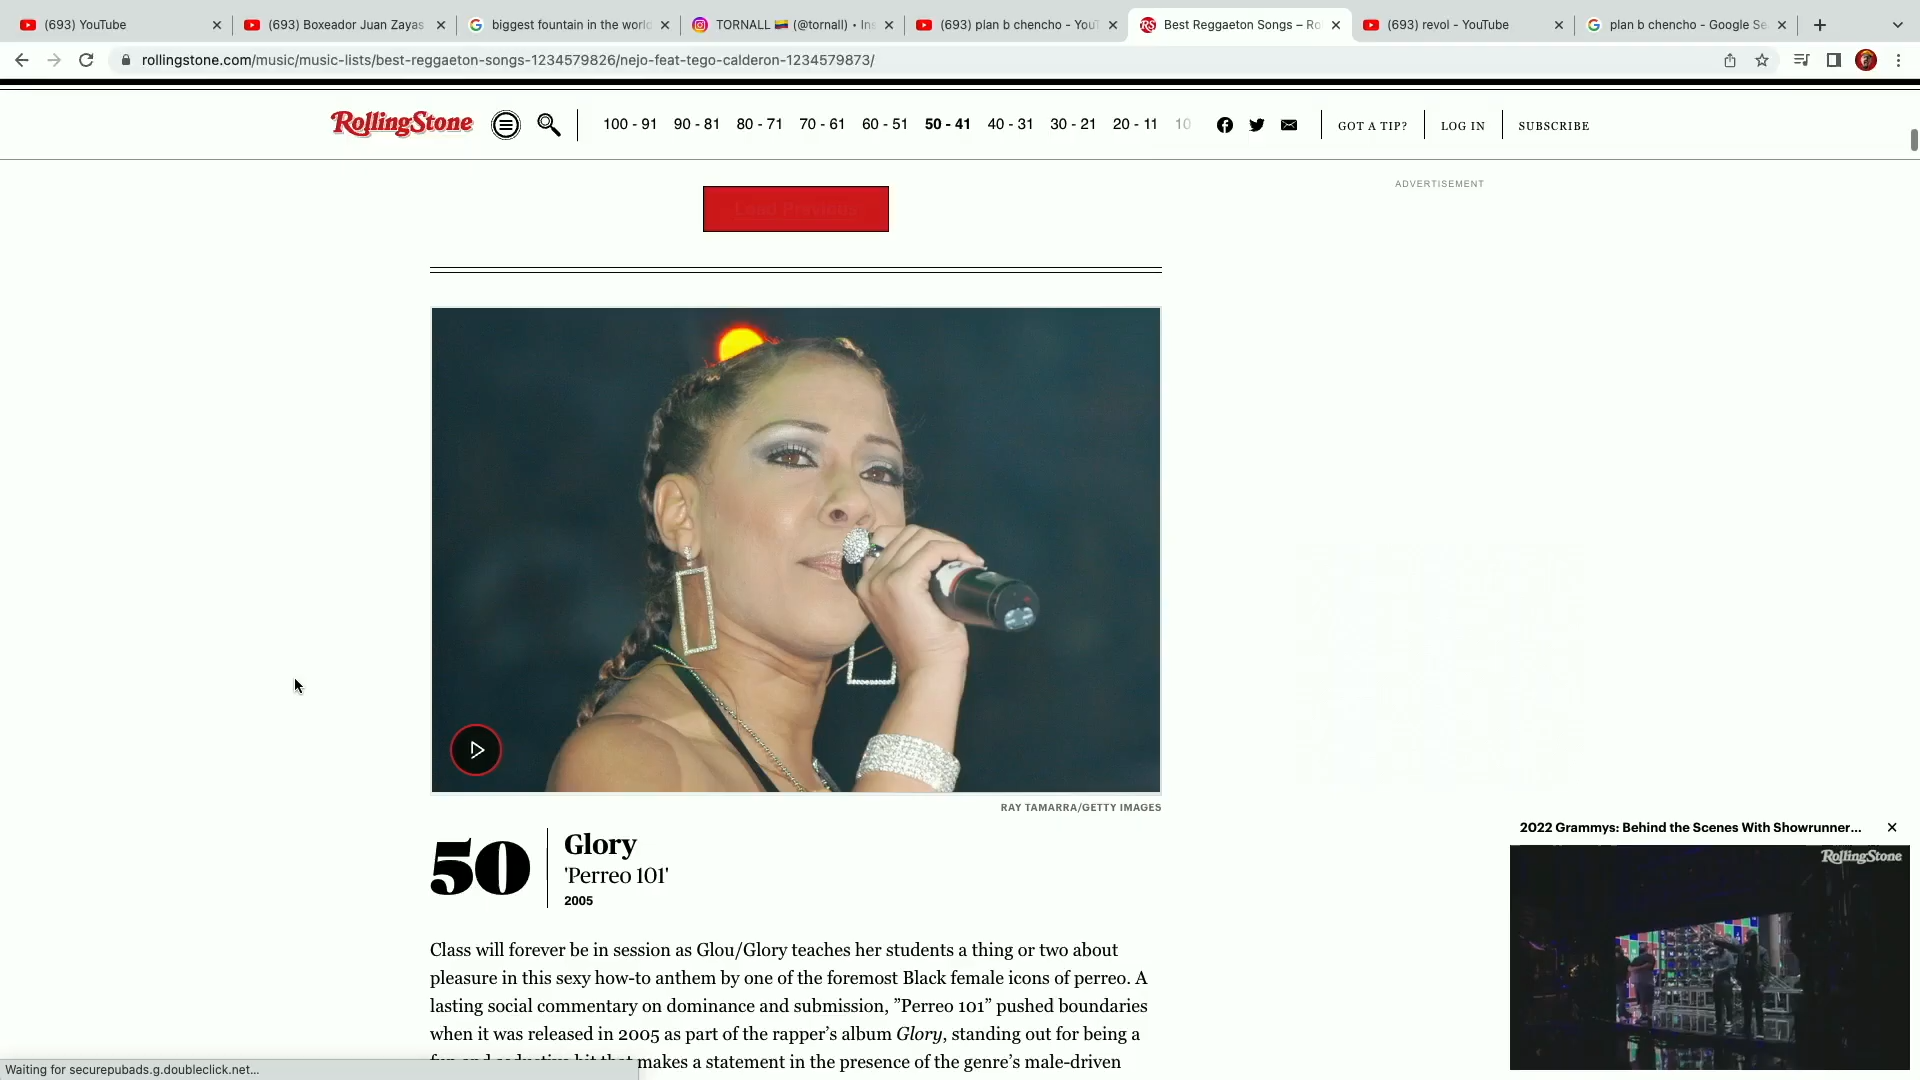 (693) YouTube
(693) Boxeador Juan Zayas
biggest fountain in the world
TORNALL 🇨🇴 (@tornall) • Ins
(693) plan b chencho - YouT
Best Reggaeton Songs – Ro
(693) revol - YouTube
plan b chencho - Google Se
rollingstone.com/music/music-lists/best-reggaeton-songs-1234579826/nejo-feat-tego-calderon-1234579873/
RollingStone
100 - 91
90 - 81
80 - 71
70 - 61
60 - 51
50 - 41
40 - 31
30 - 21
20 - 11
10
GOT A TIP?
LOG IN
SUBSCRIBE
Load Previous
ADVERTISEMENT
RAY TAMARRA/GETTY IMAGES
50
Glory
'Perreo 101'
2005
Class will forever be in session as Glou/Glory teaches her students a thing or two about
pleasure in this sexy how-to anthem by one of the foremost Black female icons of perreo. A
lasting social commentary on dominance and submission, ”Perreo 101” pushed boundaries
when it was released in 2005 as part of the rapper’s album Glory, standing out for being a
makes a statement in the presence of the genre’s male-driven
2022 Grammys: Behind the Scenes With Showrunner...
RollingStone
Waiting for securepubads.g.doubleclick.net...